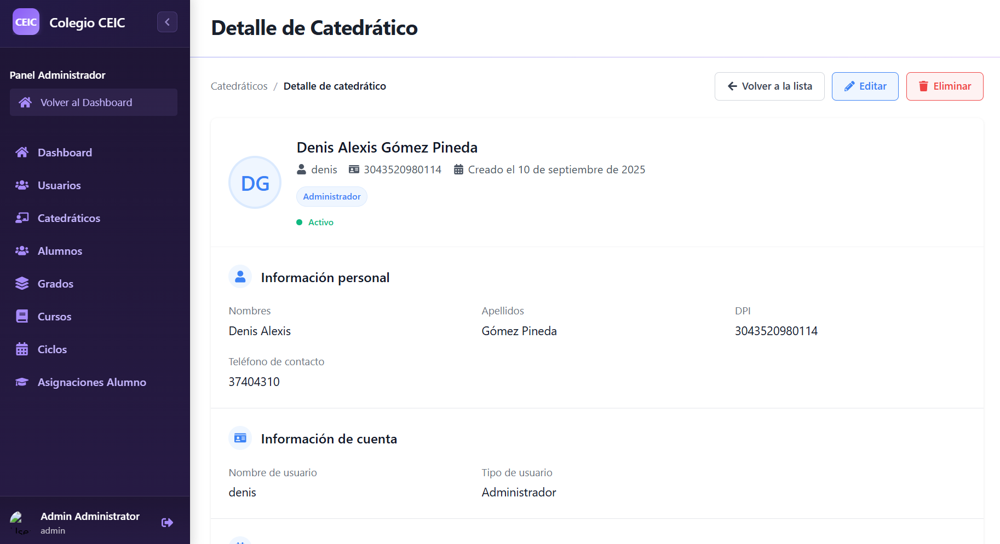 CEIC
Colegio CEIC
Panel Administrador
Volver al Dashboard
Dashboard
Usuarios
Catedráticos
Alumnos
Grados
Cursos
Ciclos
Asignaciones Alumno
Admin Administrator
admin
Detalle de Catedrático
Catedráticos / Detalle de catedrático
Volver a la lista
Editar
Eliminar
DG
Denis Alexis Gómez Pineda
denis 3043520980114 Creado el 10 de septiembre de 2025
Administrador
Activo
Información personal
Nombres
Denis Alexis
Apellidos
Gómez Pineda
DPI
3043520980114
Teléfono de contacto
37404310
Información de cuenta
Nombre de usuario
denis
Tipo de usuario
Administrador